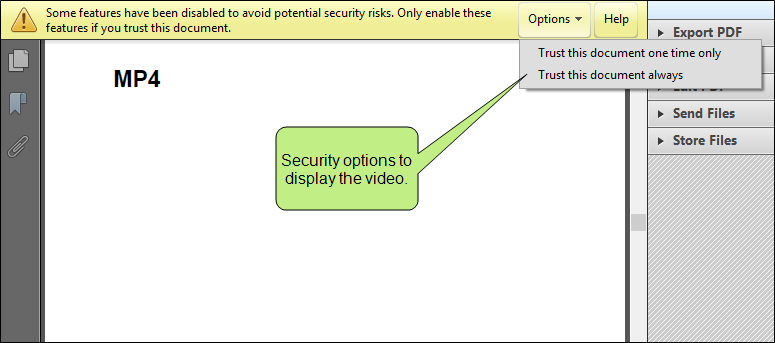 Some features have been disabled to avoid potential security risks. Only enable these
features if you trust this document.
Options
Help
Trust this document one time only
Trust this document always
Export PDF
Edit PDF
Send Files
Store Files
MP4
Security options to
display the video.